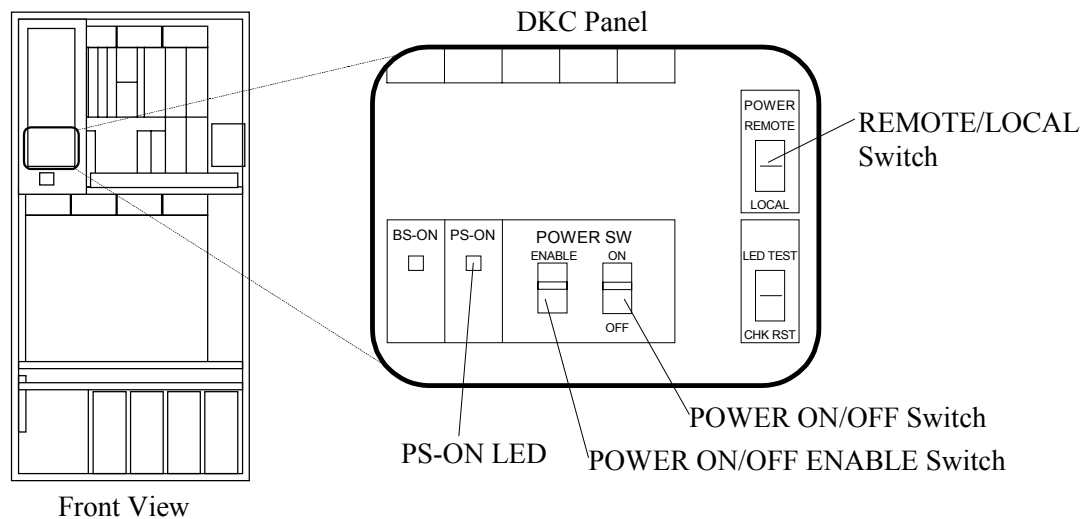 DKC Panel
POWER
REMOTE
LOCAL
REMOTE/LOCAL
Switch
BS-ON
PS-ON
POWER SW
ENABLE
ON
OFF
LED TEST
CHK RST
POWER ON/OFF Switch
PS-ON LED
POWER ON/OFF ENABLE Switch
Front View